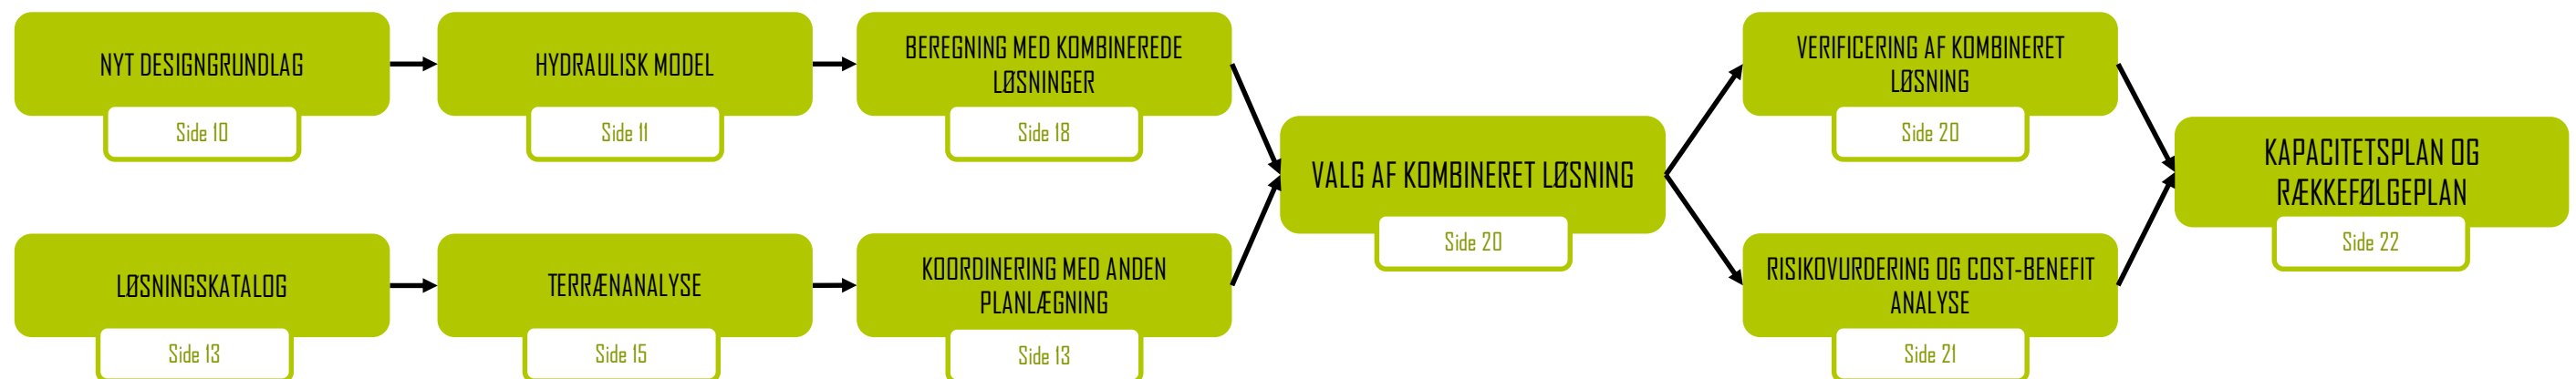 NYT DESIGNGRUNDLAG
Side 10
HYDRAULISK MODEL
Side 11
BEREGNING MED KOMBINEREDE
LØSNINGER
Side 18
LØSNINGSKATALOG
Side 13
TERRÆNANALYSE
Side 15
KOORDINERING MED ANDEN
PLANLÆGNING
Side 13
VALG AF KOMBINERET LØSNING
Side 20
VERIFICERING AF KOMBINERET
LØSNING
Side 20
RISIKOVURDERING OG COST-BENEFIT
ANALYSE
Side 21
KAPACITETSPLAN OG
RÆKKEFØLGEPLAN
Side 22